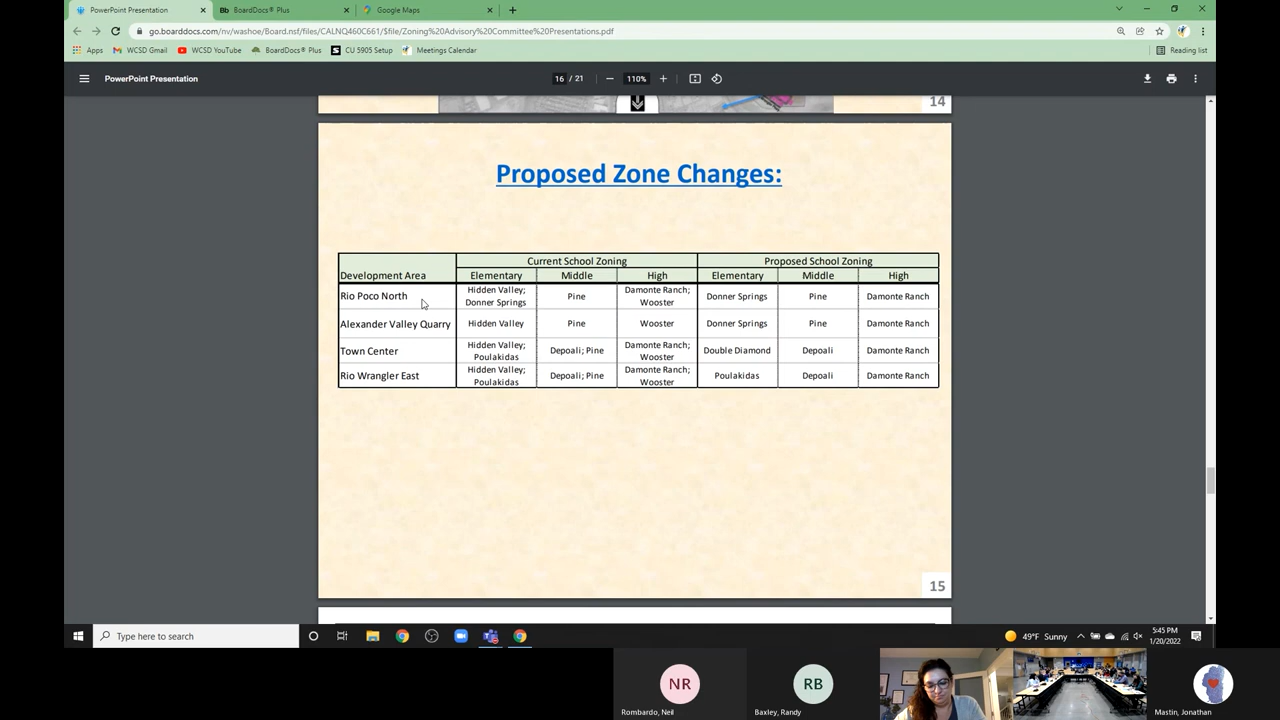 PowerPoint Presentation
BoardDocs® Plus
Google Maps
go.boarddocs.com/nv/washoe/Board.nsf/files/CALNQ460C661/$file/Zoning%20Advisory%20Committee%20Presentations.pdf
Apps
WCSD Gmail
WCSD YouTube
BoardDocs® Plus
CU 5905 Setup
Meetings Calendar
Reading list
PowerPoint Presentation
16 / 21
110%
14
Proposed Zone Changes:
Current School Zoning Proposed School Zoning
Development Area Elementary Middle High Elementary Middle High
Rio Poco North Hidden Valley; Donner Springs Pine Damonte Ranch; Wooster Donner Springs Pine Damonte Ranch
Alexander Valley Quarry Hidden Valley Pine Wooster Donner Springs Pine Damonte Ranch
Town Center Hidden Valley; Poulakidas Depoali; Pine Damonte Ranch; Wooster Double Diamond Depoali Damonte Ranch
Rio Wrangler East Hidden Valley; Poulakidas Depoali; Pine Damonte Ranch; Wooster Poulakidas Depoali Damonte Ranch
15
Type here to search
49°F Sunny
5:45 PM
1/20/2022
NR
Rombardo, Neil
RB
Baxley, Randy
Mastin, Jonathan